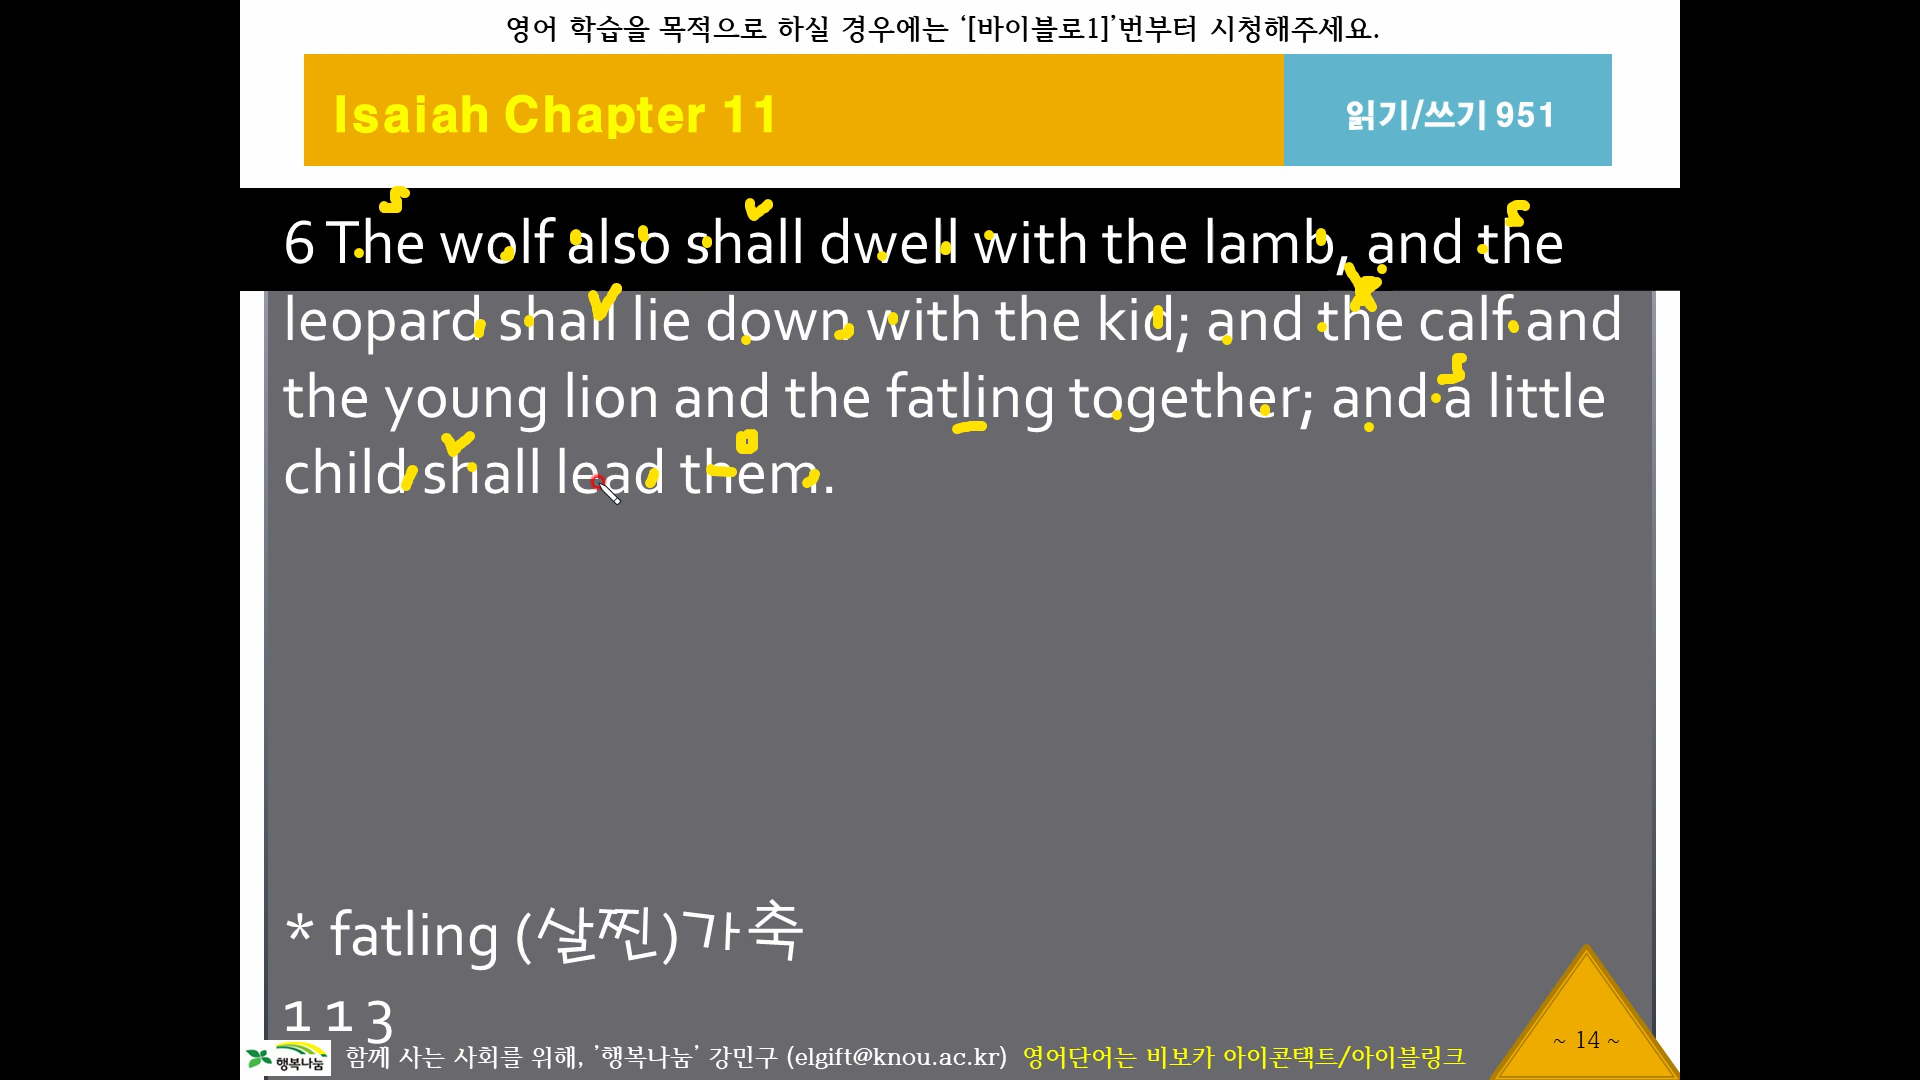 영어 학습을 목적으로 하실 경우에는 ‘[바이블로1]’번부터 시청해주세요.
Isaiah Chapter 11
읽기/쓰기 951
6 The wolf also shall dwell with the lamb, and the
leopard shall lie down with the kid; and the calf and
the young lion and the fatling together; and a little
child shall lead them.
* fatling (살찐)가축
1 1 3
~ 14 ~
행복나눔 함께 사는 사회를 위해, ’행복나눔’ 강민구 (elgift@knou.ac.kr) 영어단어는 비보카 아이콘택트/아이블링크